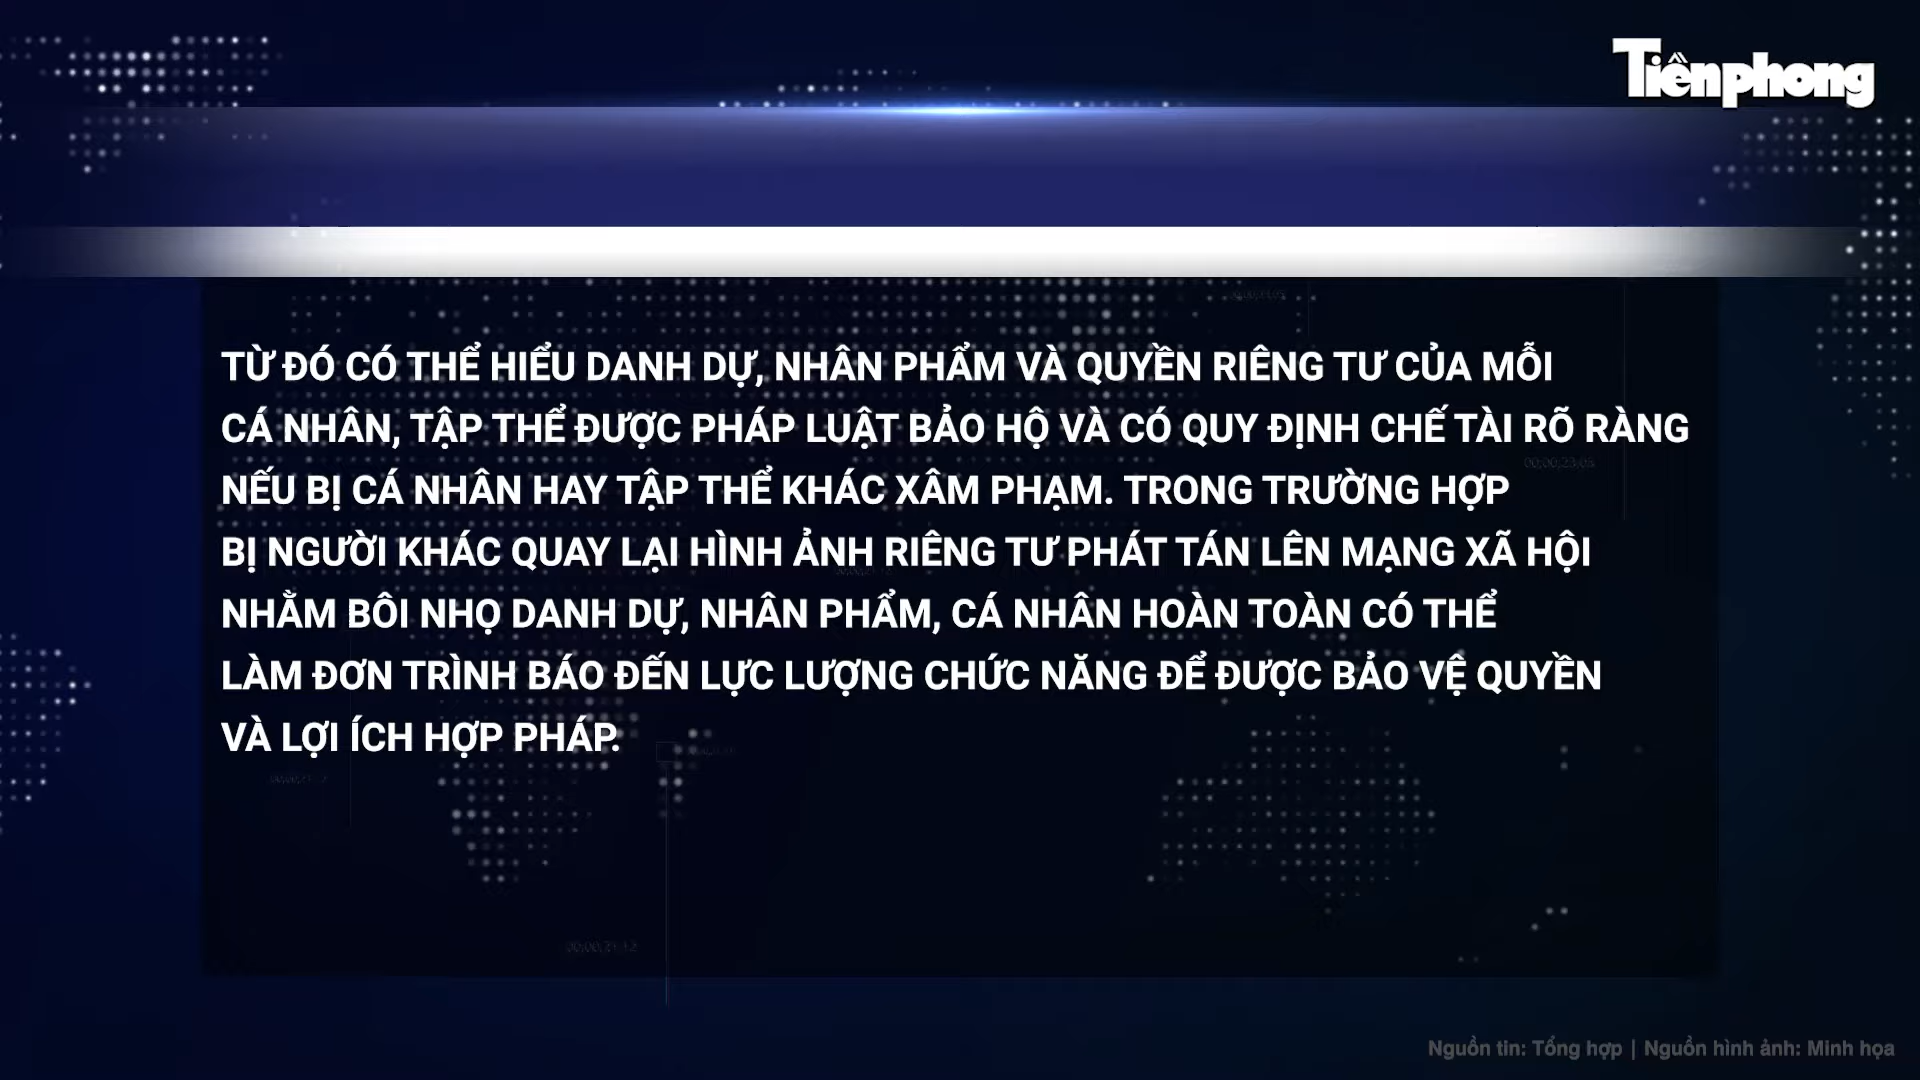 Tiềnphong
TỪ ĐÓ CÓ THỂ HIỂU DANH DỰ, NHÂN PHẨM VÀ QUYỀN RIÊNG TƯ CỦA MỖI
CÁ NHÂN, TẬP THỂ ĐƯỢC PHÁP LUẬT BẢO HỘ VÀ CÓ QUY ĐỊNH CHẾ TÀI RÕ RÀNG
NẾU BỊ CÁ NHÂN HAY TẬP THỂ KHÁC XÂM PHẠM. TRONG TRƯỜNG HỢP
BỊ NGƯỜI KHÁC QUAY LẠI HÌNH ẢNH RIÊNG TƯ PHÁT TÁN LÊN MẠNG XÃ HỘI
NHẰM BÔI NHỌ DANH DỰ, NHÂN PHẨM, CÁ NHÂN HOÀN TOÀN CÓ THỂ
LÀM ĐƠN TRÌNH BÁO ĐẾN LỰC LƯỢNG CHỨC NĂNG ĐỂ ĐƯỢC BẢO VỆ QUYỀN
VÀ LỢI ÍCH HỢP PHÁP.
Nguồn tin: Tổng hợp | Nguồn hình ảnh: Minh họa